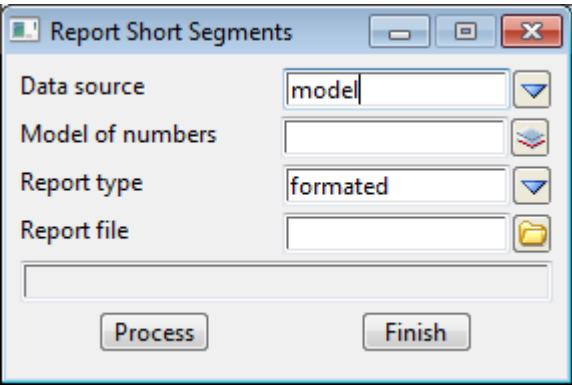 Report Short Segments
Data source model
Model of numbers
Report type formated
Report file
Process Finish